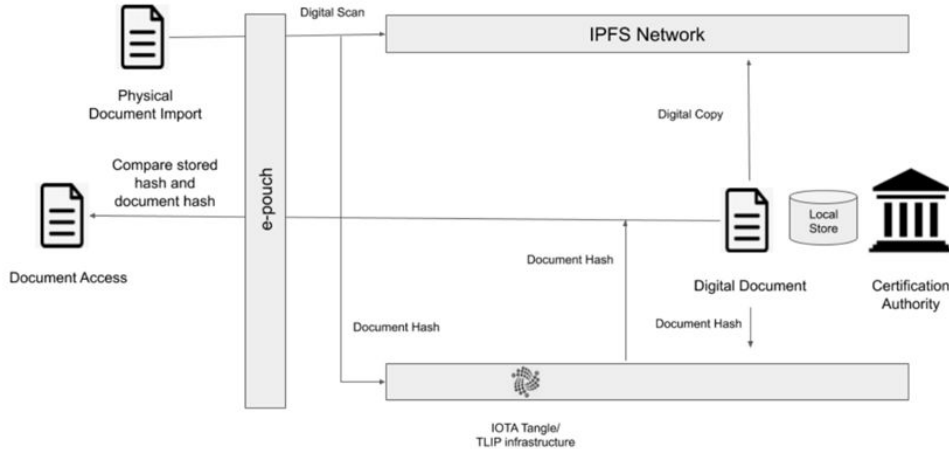 Digital Scan
IPFS Network
Physical
Document Import
Digital Copy
Compare stored
hash and
document hash
e-pouch
Local
Store
Document Hash
Document Access
Digital Document
Certification
Authority
Document Hash
Document Hash
IOTA Tangle/
TLIP infrastructure